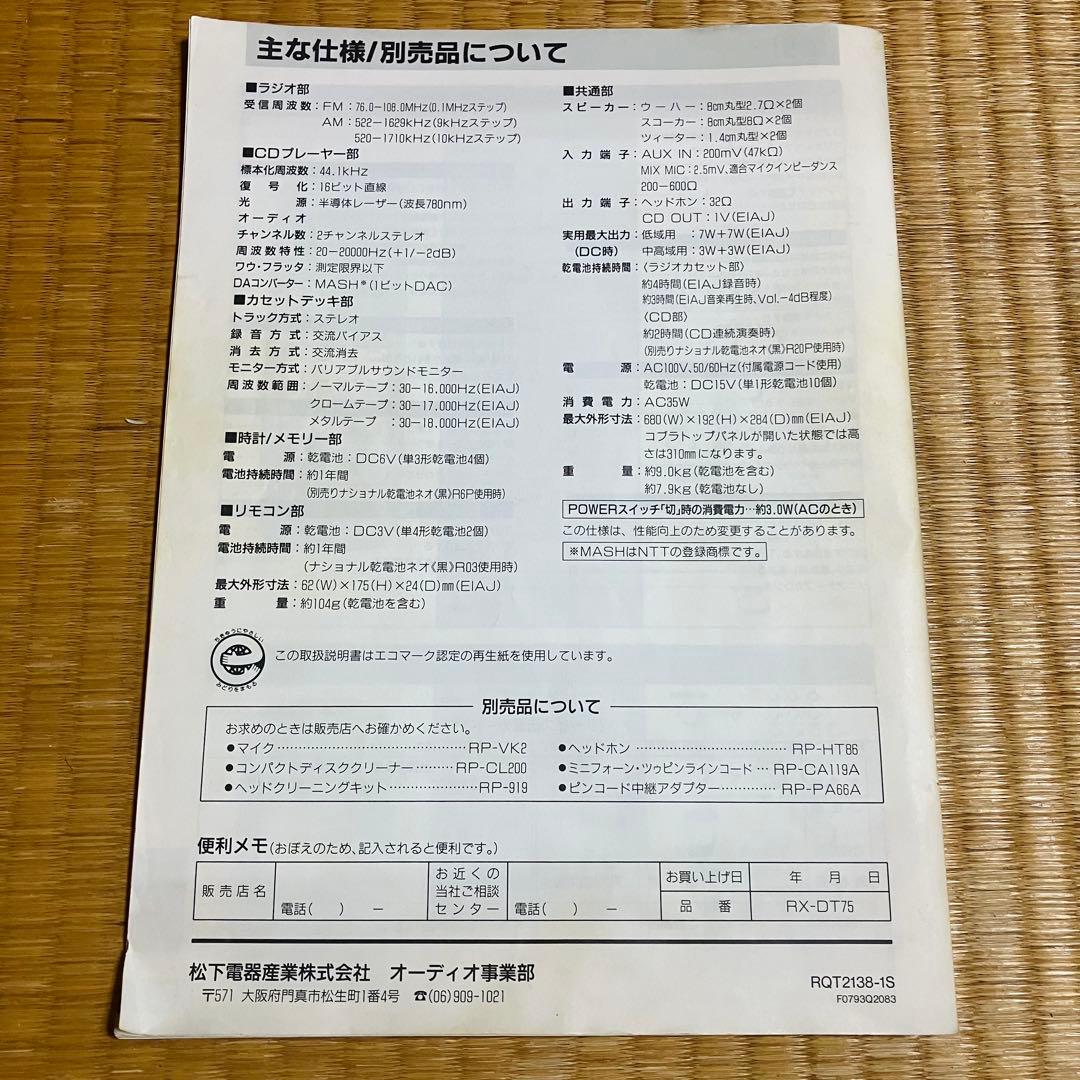 主な仕様/別売品について
■ラジオ部
受信周波数：FM：76.0−108.0MHz(0.1MHzステップ)
AM：522−1629kHz(9kHzステップ)
520−1710kHz(10kHzステップ)
■CDプレーヤー部
標本化周波数：44.1kHz
復号化：16ビット直線
光源：半導体レーザー(波長780nm)
オーディオ
チャンネル数：2チャンネルステレオ
周波数特性：20−20000Hz(+1/−2dB)
ワウ・フラッタ：測定限界以下
DAコンバーター：MASH※(1ビットDAC)
■カセットデッキ部
トラック方式：ステレオ
録音方式：交流バイアス
消去方式：交流消去
モニター方式：バリアブルサウンドモニター
周波数範囲：ノーマルテープ：30−16,000Hz(EIAJ)
クロームテープ：30−17,000Hz(EIAJ)
メタルテープ：30−18,000Hz(EIAJ)
■時計/メモリー部
電源：乾電池：DC6V(単3形乾電池4個)
電池持続時間：約1年間
(別売りナショナル乾電池ネオ《黒》R6P使用時)
■リモコン部
電源：乾電池：DC3V(単4形乾電池2個)
電池持続時間：約1年間
(ナショナル乾電池ネオ《黒》R03使用時)
最大外形寸法：62(W)×175(H)×24(D)mm(EIAJ)
重量：約104g(乾電池を含む)
■共通部
スピーカー：ウーハー：8cm丸型2.7Ω×2個
スコーカー：8cm丸型8Ω×2個
ツィーター：1.4cm丸型×2個
入力端子：AUX IN：200mV(47kΩ)
MIX MIC：2.5mV、適合マイクインピーダンス
200−600Ω
出力端子：ヘッドホン：32Ω
CD OUT：1V(EIAJ)
実用最大出力：低域用：7W+7W(EIAJ)
(DC時) 中高域用：3W+3W(EIAJ)
乾電池持続時間：〈ラジオカセット部〉
約4時間(EIAJ録音時)
約3時間(EIAJ音楽再生時、Vol.−4dB程度)
〈CD部〉
約2時間(CD連続演奏時)
(別売りナショナル乾電池ネオ《黒》R20P使用時)
電源：AC100V、50/60Hz(付属電源コード使用)
乾電池：DC15V(単1形乾電池10個)
消費電力：AC35W
最大外形寸法：680(W)×192(H)×284(D)mm(EIAJ)
コブラトップパネルが開いた状態では高
さは310mmになります。
重量：約9.0kg(乾電池を含む)
約7.9kg(乾電池なし)
POWERスイッチ「切」時の消費電力…約3.0W(ACのとき)
この仕様は、性能向上のため変更することがあります。
※MASHはNTTの登録商標です。
ちきゅうにやさしい
みどりをまもる
この取扱説明書はエコマーク認定の再生紙を使用しています。
別売品について
お求めのときは販売店へお確かめください。
●マイク……………………RP-VK2
●コンパクトディスククリーナー………RP-CL200
●ヘッドクリーニングキット………………RP-919
●ヘッドホン……………………RP-HT86
●ミニフォーン・ツゥピンラインコード…RP-CA119A
●ピンコード中継アダプター…………RP-PA66A
便利メモ(おぼえのため、記入されると便利です。)
販売店名
電話( ) −
お近くの
当社ご相談
センター
電話( ) −
お買い上げ日 年 月 日
品番 RX-DT75
松下電器産業株式会社 オーディオ事業部
〒571 大阪府門真市松生町1番4号 ☎(06)909-1021
RQT2138-1S
F0793Q2083